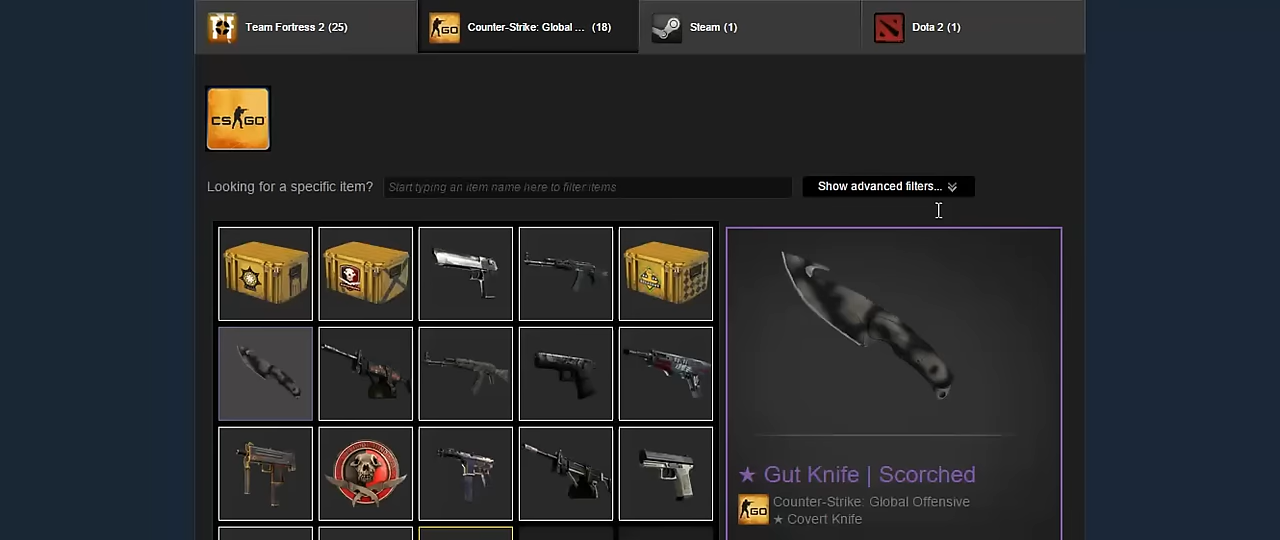 Team Fortress 2 (25)
Counter-Strike: Global ... (18)
Steam (1)
Dota 2 (1)
CS GO
Looking for a specific item?
Start typing an item name here to filter items
Show advanced filters...
★ Gut Knife | Scorched
GO
Counter-Strike: Global Offensive
★ Covert Knife